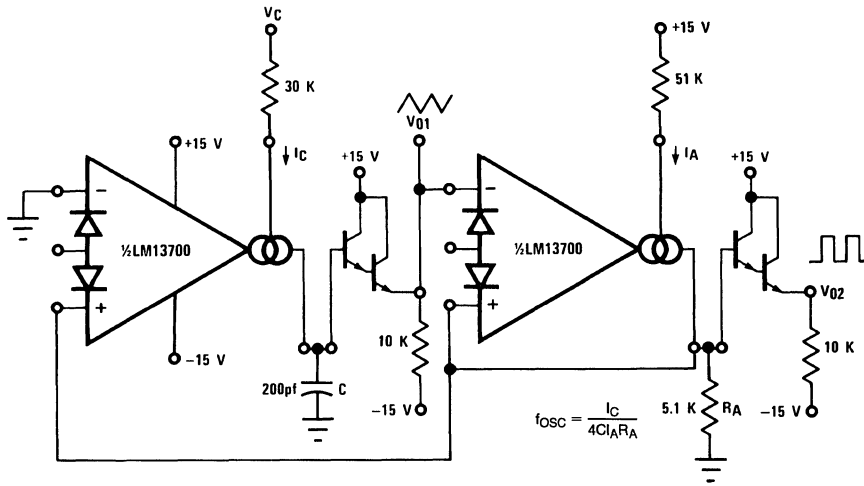 VC
30 K
IC
+15 V
−
½LM13700
+
−15 V
200pf
C
+15 V
V01
10 K
−15 V
−
½LM13700
+
+15 V
51 K
IA
+15 V
V02
10 K
−15 V
5.1 K
RA
fOSC = IC
4CIARA